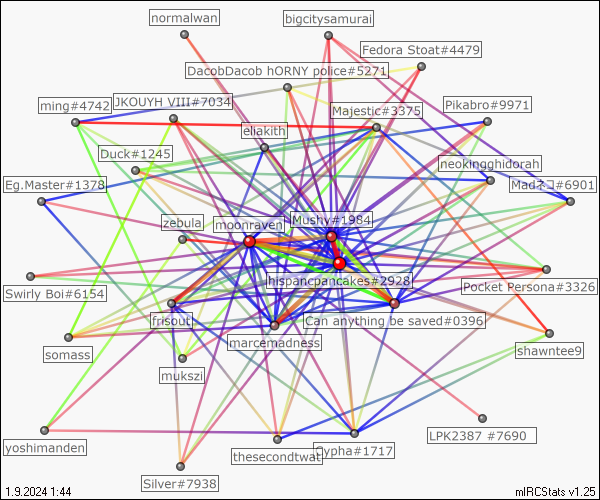 normalwan
bigcitysamurai
Fedora Stoat#4479
DacobDacob hORNY police#5271
ming#4742
JKOUYH VIII#7034
Majestic#3375
Pikabro#9971
eliakith
Duck#1245
neokingghidorah
Eg.Master#1378
Madネコ#6901
zebula
moonraven
Mushy#1984
hispancpancakes#2928
Swirly Boi#6154
Pocket Persona#3326
frisout
Can anything be saved#0396
somass
marcemadness
shawntee9
mukszi
yoshimanden
thesecondtwat
Cypha#1717
LPK2387 #7690
Silver#7938
1.9.2024 1:44
mIRCStats v1.25